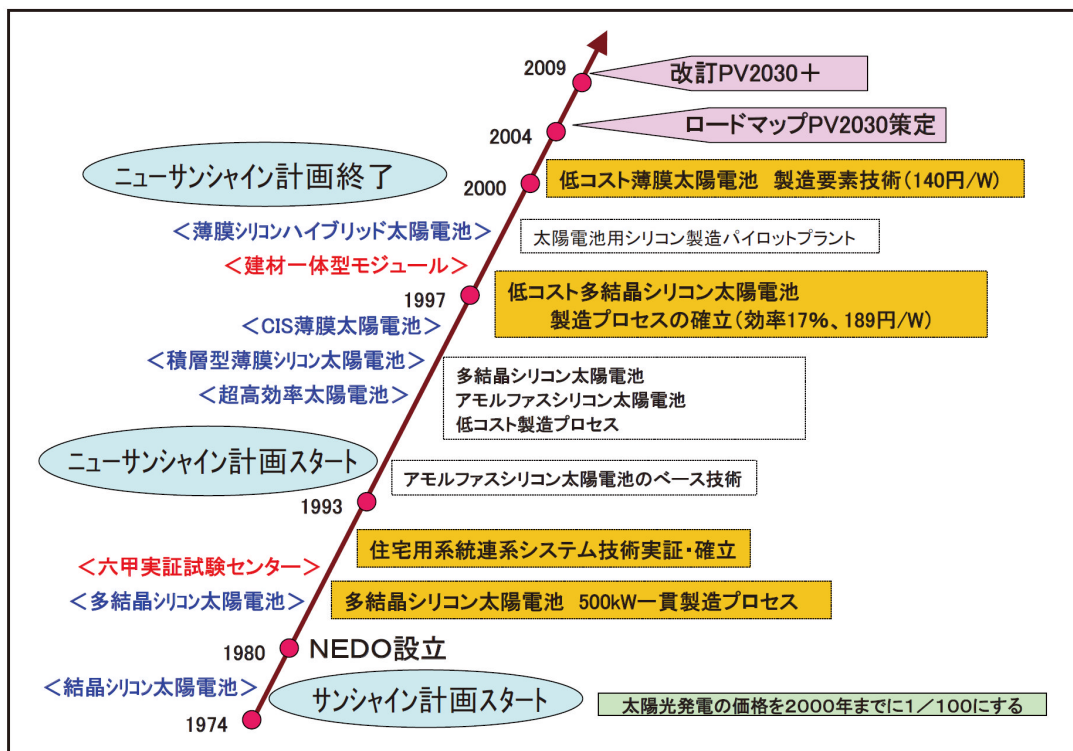 2009
改訂PV2030＋
2004
ロードマップPV2030策定
ニューサンシャイン計画終了
2000
低コスト薄膜太陽電池 製造要素技術（140円/W）
＜薄膜シリコンハイブリッド太陽電池＞
太陽電池用シリコン製造パイロットプラント
＜建材一体型モジュール＞
1997
低コスト多結晶シリコン太陽電池
製造プロセスの確立（効率17％、189円/W）
＜CIS薄膜太陽電池＞
＜積層型薄膜シリコン太陽電池＞
＜超高効率太陽電池＞
多結晶シリコン太陽電池
アモルファスシリコン太陽電池
低コスト製造プロセス
ニューサンシャイン計画スタート
アモルファスシリコン太陽電池のベース技術
1993
住宅用系統連系システム技術実証・確立
＜六甲実証試験センター＞
＜多結晶シリコン太陽電池＞
多結晶シリコン太陽電池 500kW一貫製造プロセス
1980
NEDO設立
＜結晶シリコン太陽電池＞
サンシャイン計画スタート
1974
太陽光発電の価格を2000年までに1／100にする